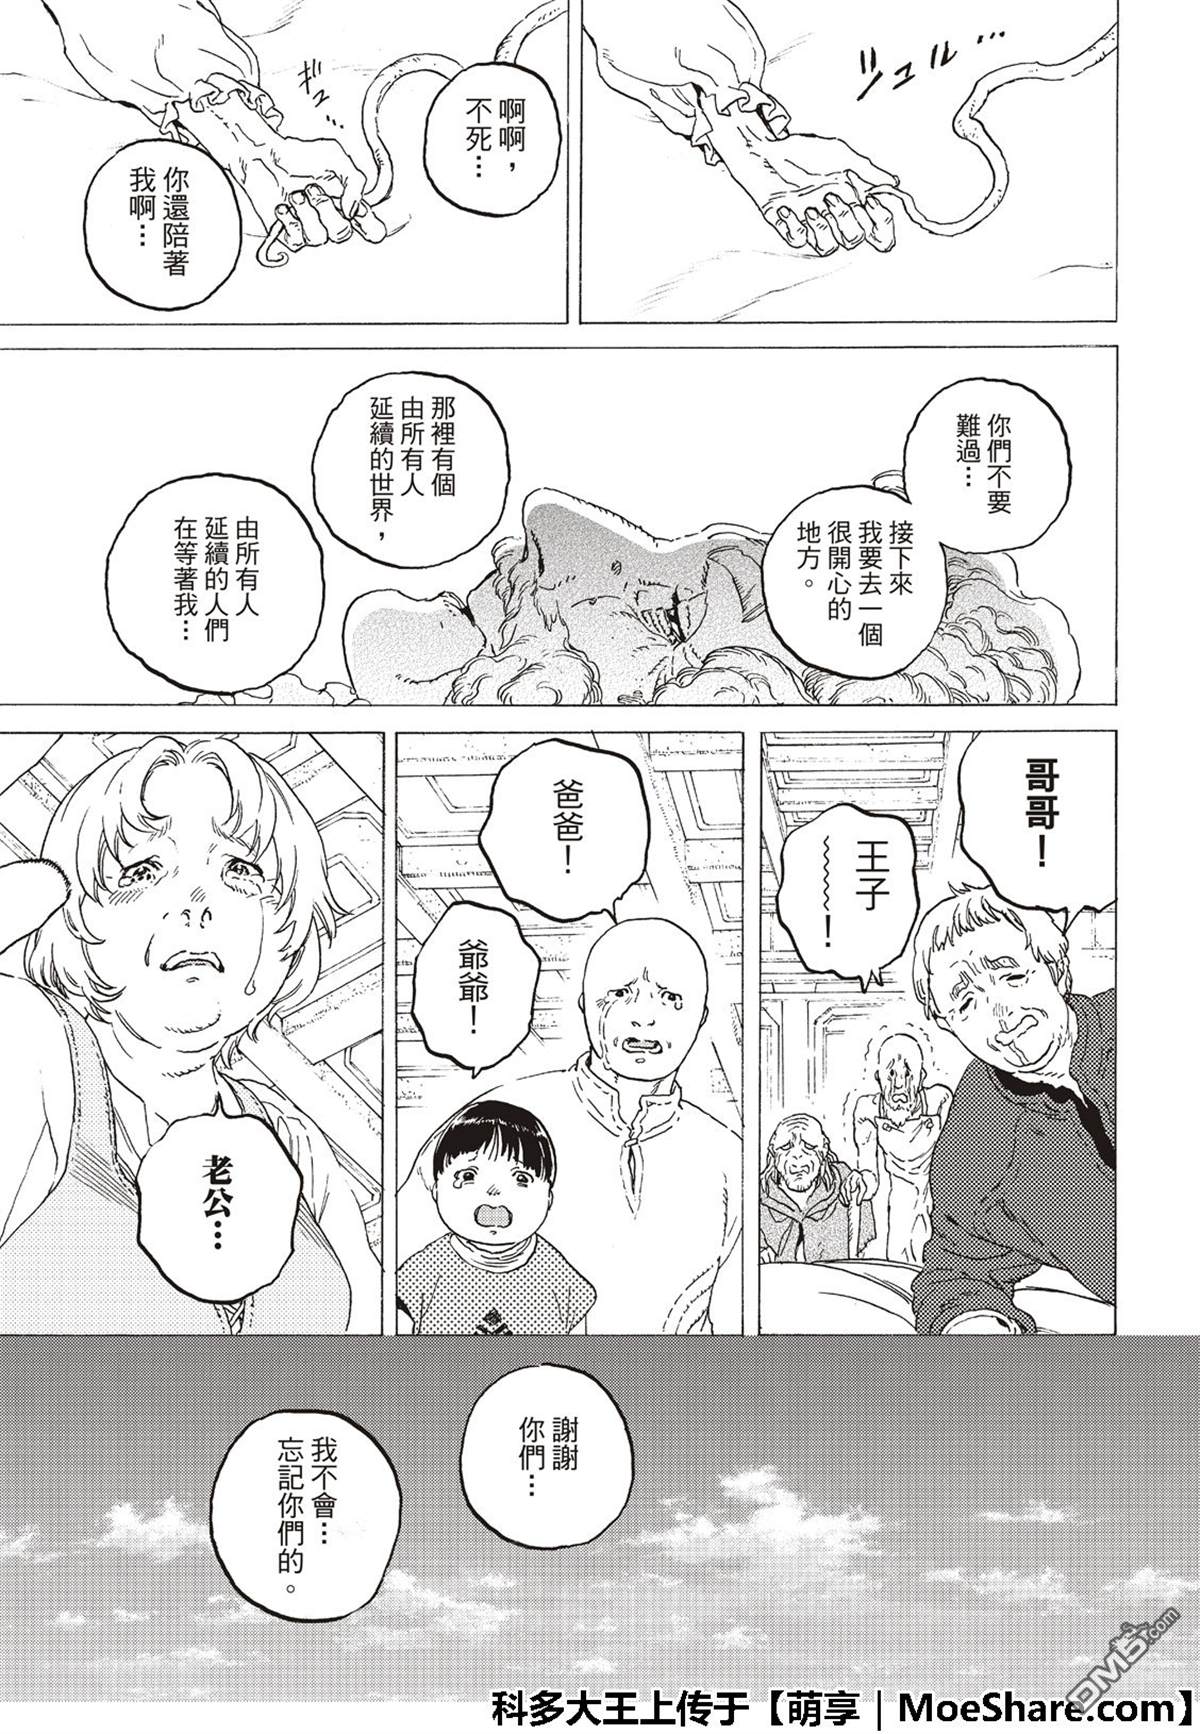 ツュル…
ギュ…
啊啊，
不死…
你還陪著
我啊…
你們不要
難過…
接下來
我要去一個
很開心的
地方。
那裡有個
由所有人
延續的世界，
由所有人
延續的人們
在等著我…
哥哥！
王子
～～～！
爸爸！
爺爺！
老公…
謝謝
你們…
我不會…
忘記你們的。
DM5.com
科多大王上传于【萌享｜MoeShare.com】